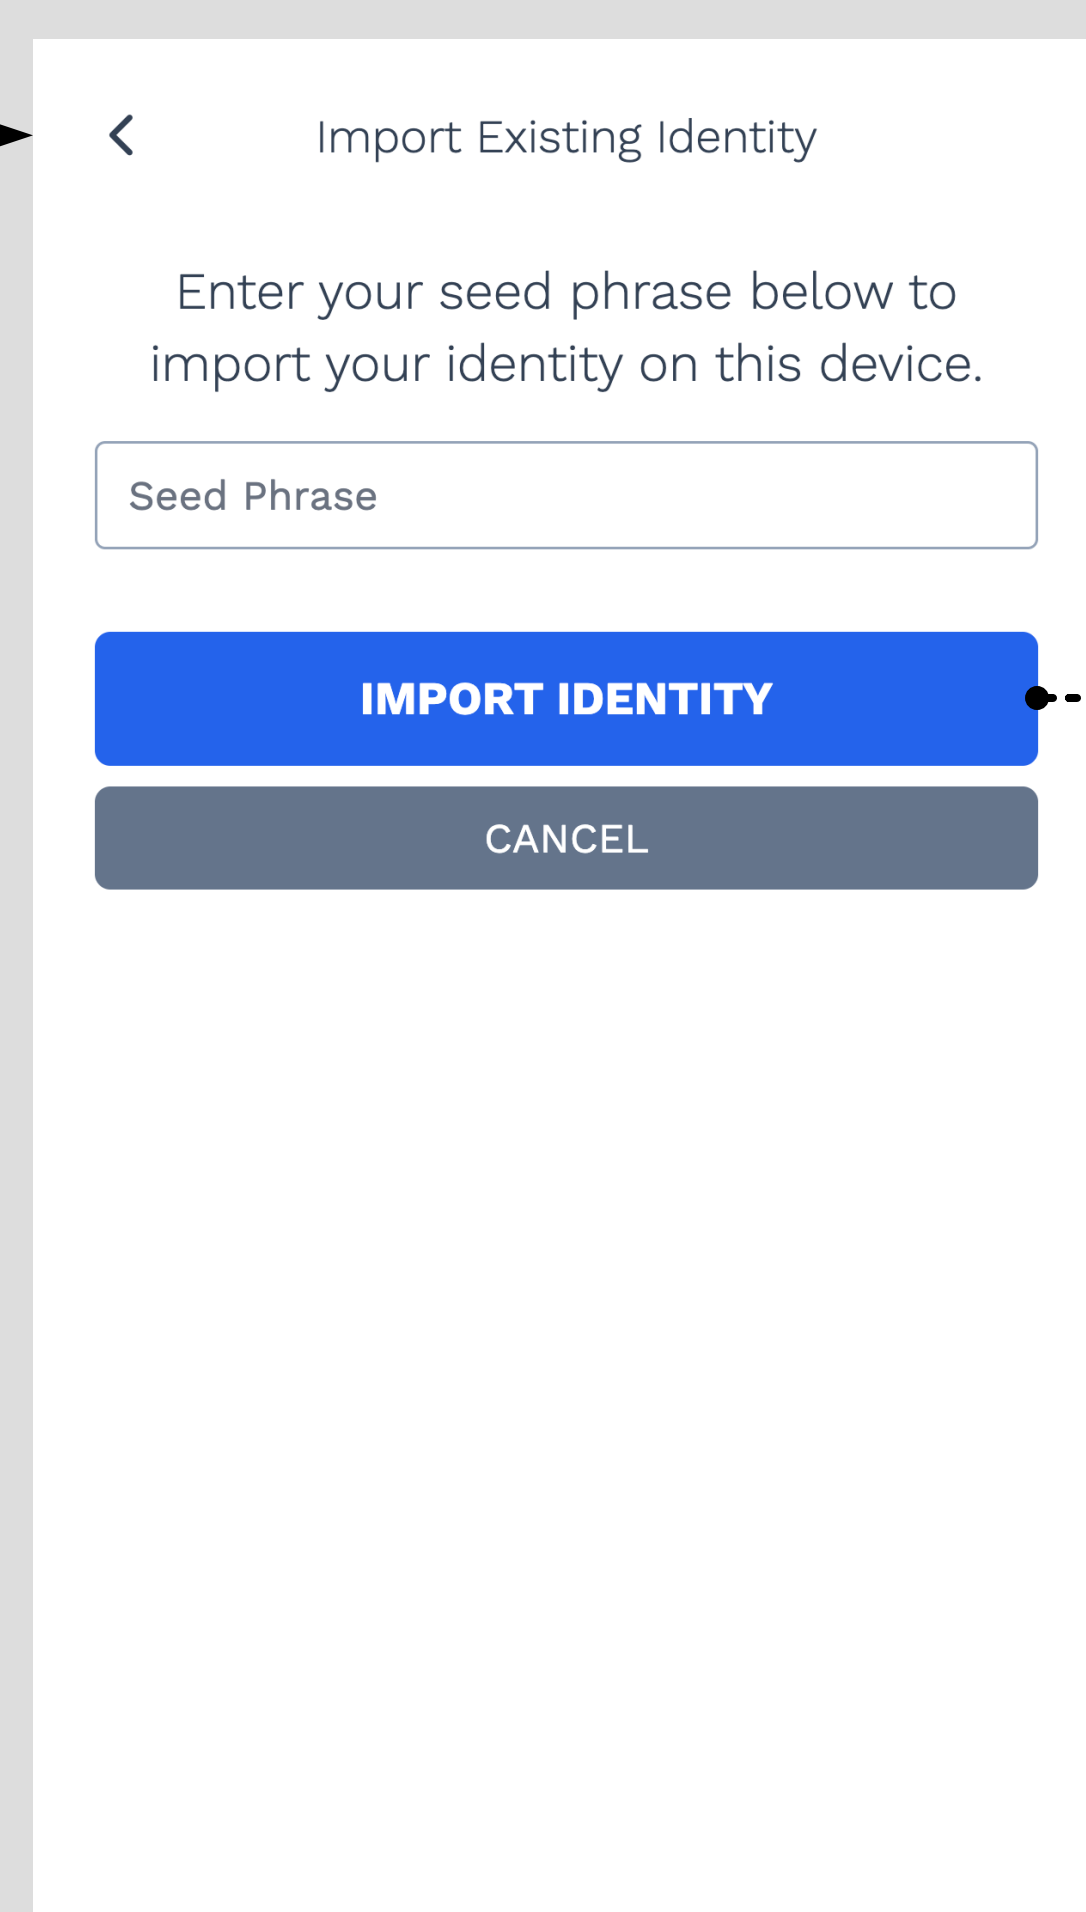 Import Existing Identity
Enter your seed phrase below to
import your identity on this device.
Seed Phrase
IMPORT IDENTITY
CANCEL